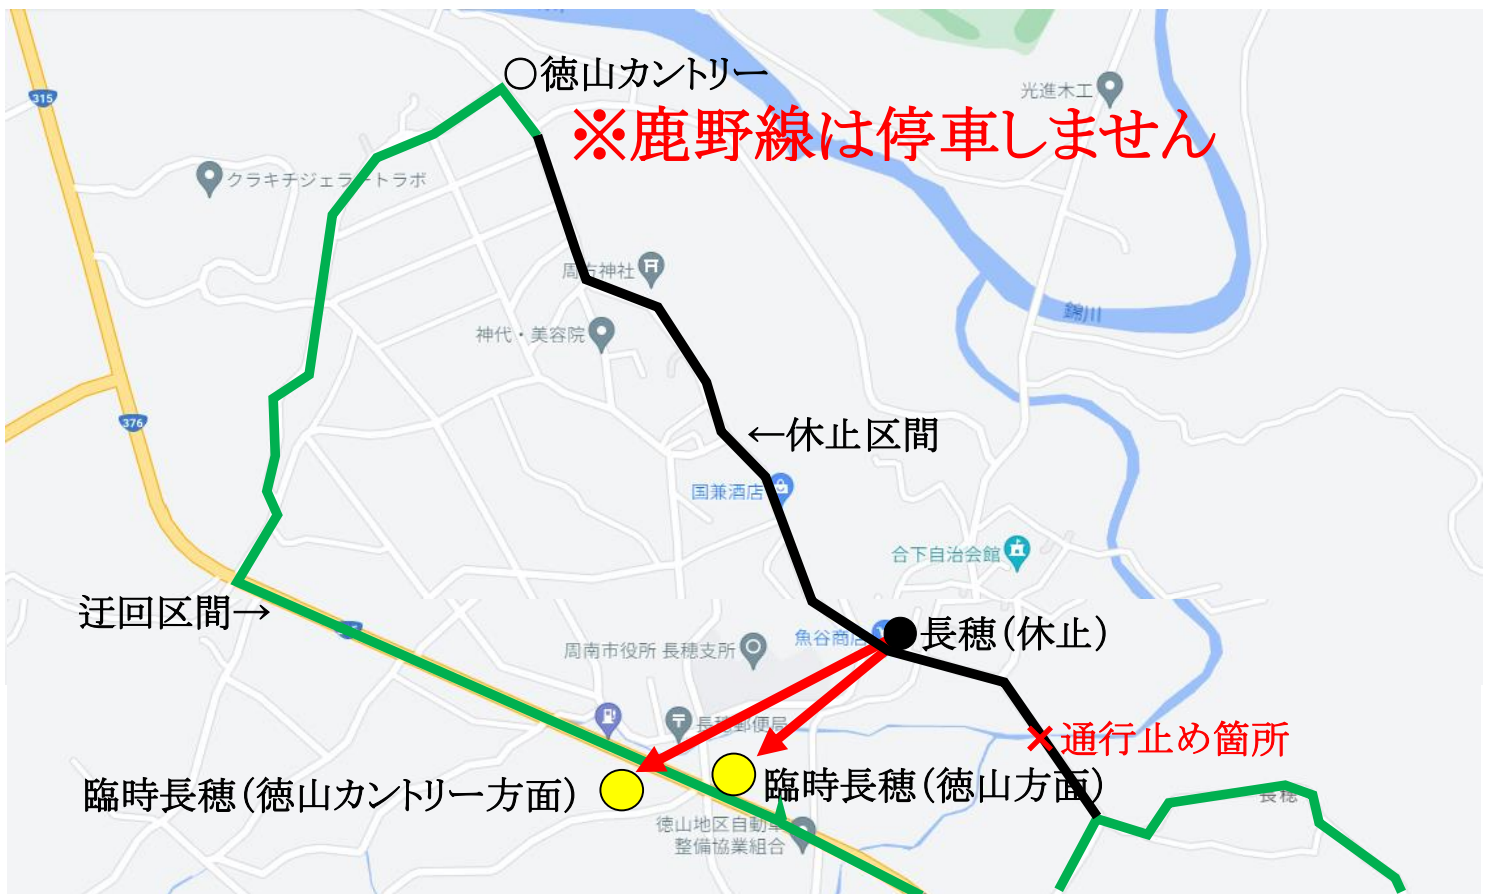 ○徳山カントリー
※鹿野線は停車しません
光進木工
315
クラキチジェラートラボ
周方神社
神代・美容院
錦川
376
←休止区間
国兼酒店
合下自治会館
迂回区間→
魚谷商店
●長穂(休止)
周南市役所 長穂支所
長穂郵便局
×通行止め箇所
臨時長穂(徳山カントリー方面)
臨時長穂(徳山方面)
長穂
徳山地区自動車
整備協業組合